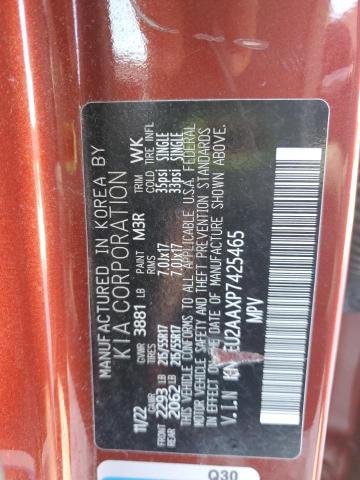 MANUFACTURED IN KOREA BY
KIA CORPORATION
GVWR 3881 LB PAINT M3R TRIM WK
11/22 GAWR TIRES RIMS COLD TIRE INFL
2293 LB 215/55R17 7.0Jx17 35psi SINGLE
REAR 2062 LB 215/55R17 7.0Jx17 33psi SINGLE
THIS VEHICLE CONFORMS TO ALL APPLICABLE U.S.A. FEDERAL
MOTOR VEHICLE SAFETY AND THEFT PREVENTION STANDARDS
IN EFFECT ON THE DATE OF MANUFACTURE SHOWN ABOVE.
V.I.N EU2AAXP7425465
MPV
Q30